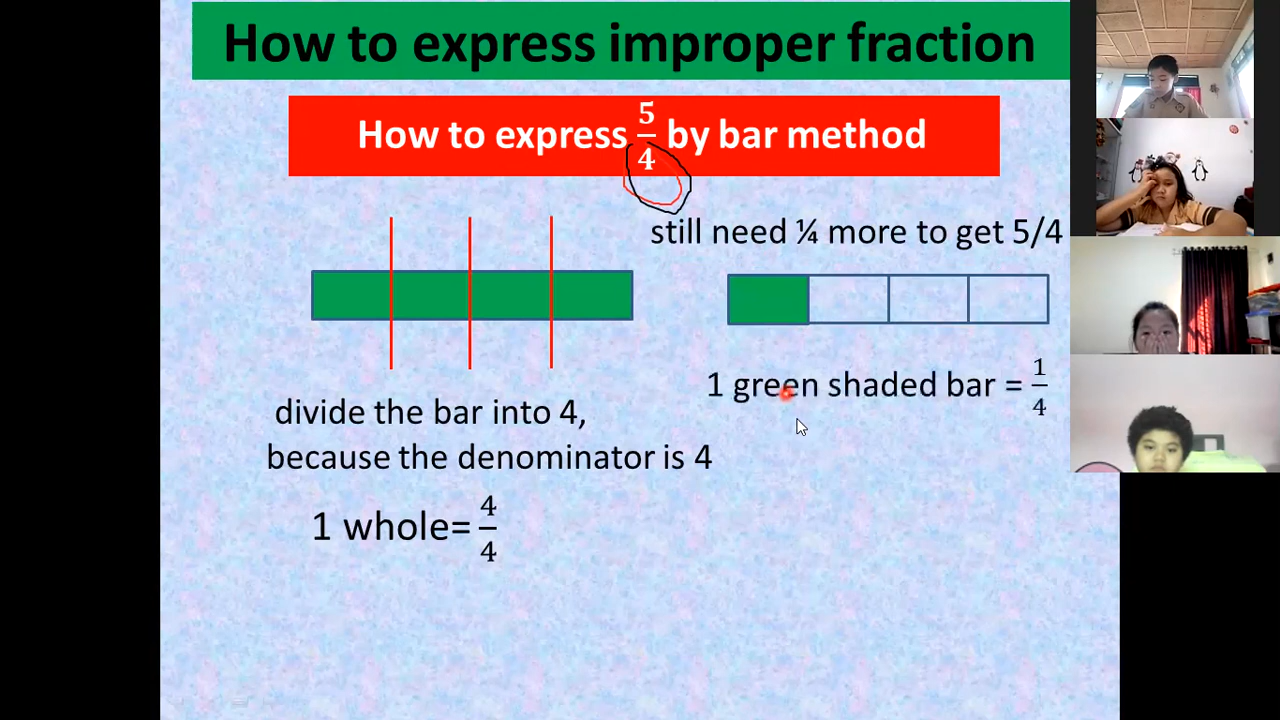 How to express improper fraction
How to express 5/4 by bar method
still need ¼ more to get 5/4
1 green shaded bar = 1/4
divide the bar into 4,
because the denominator is 4
1 whole= 4/4